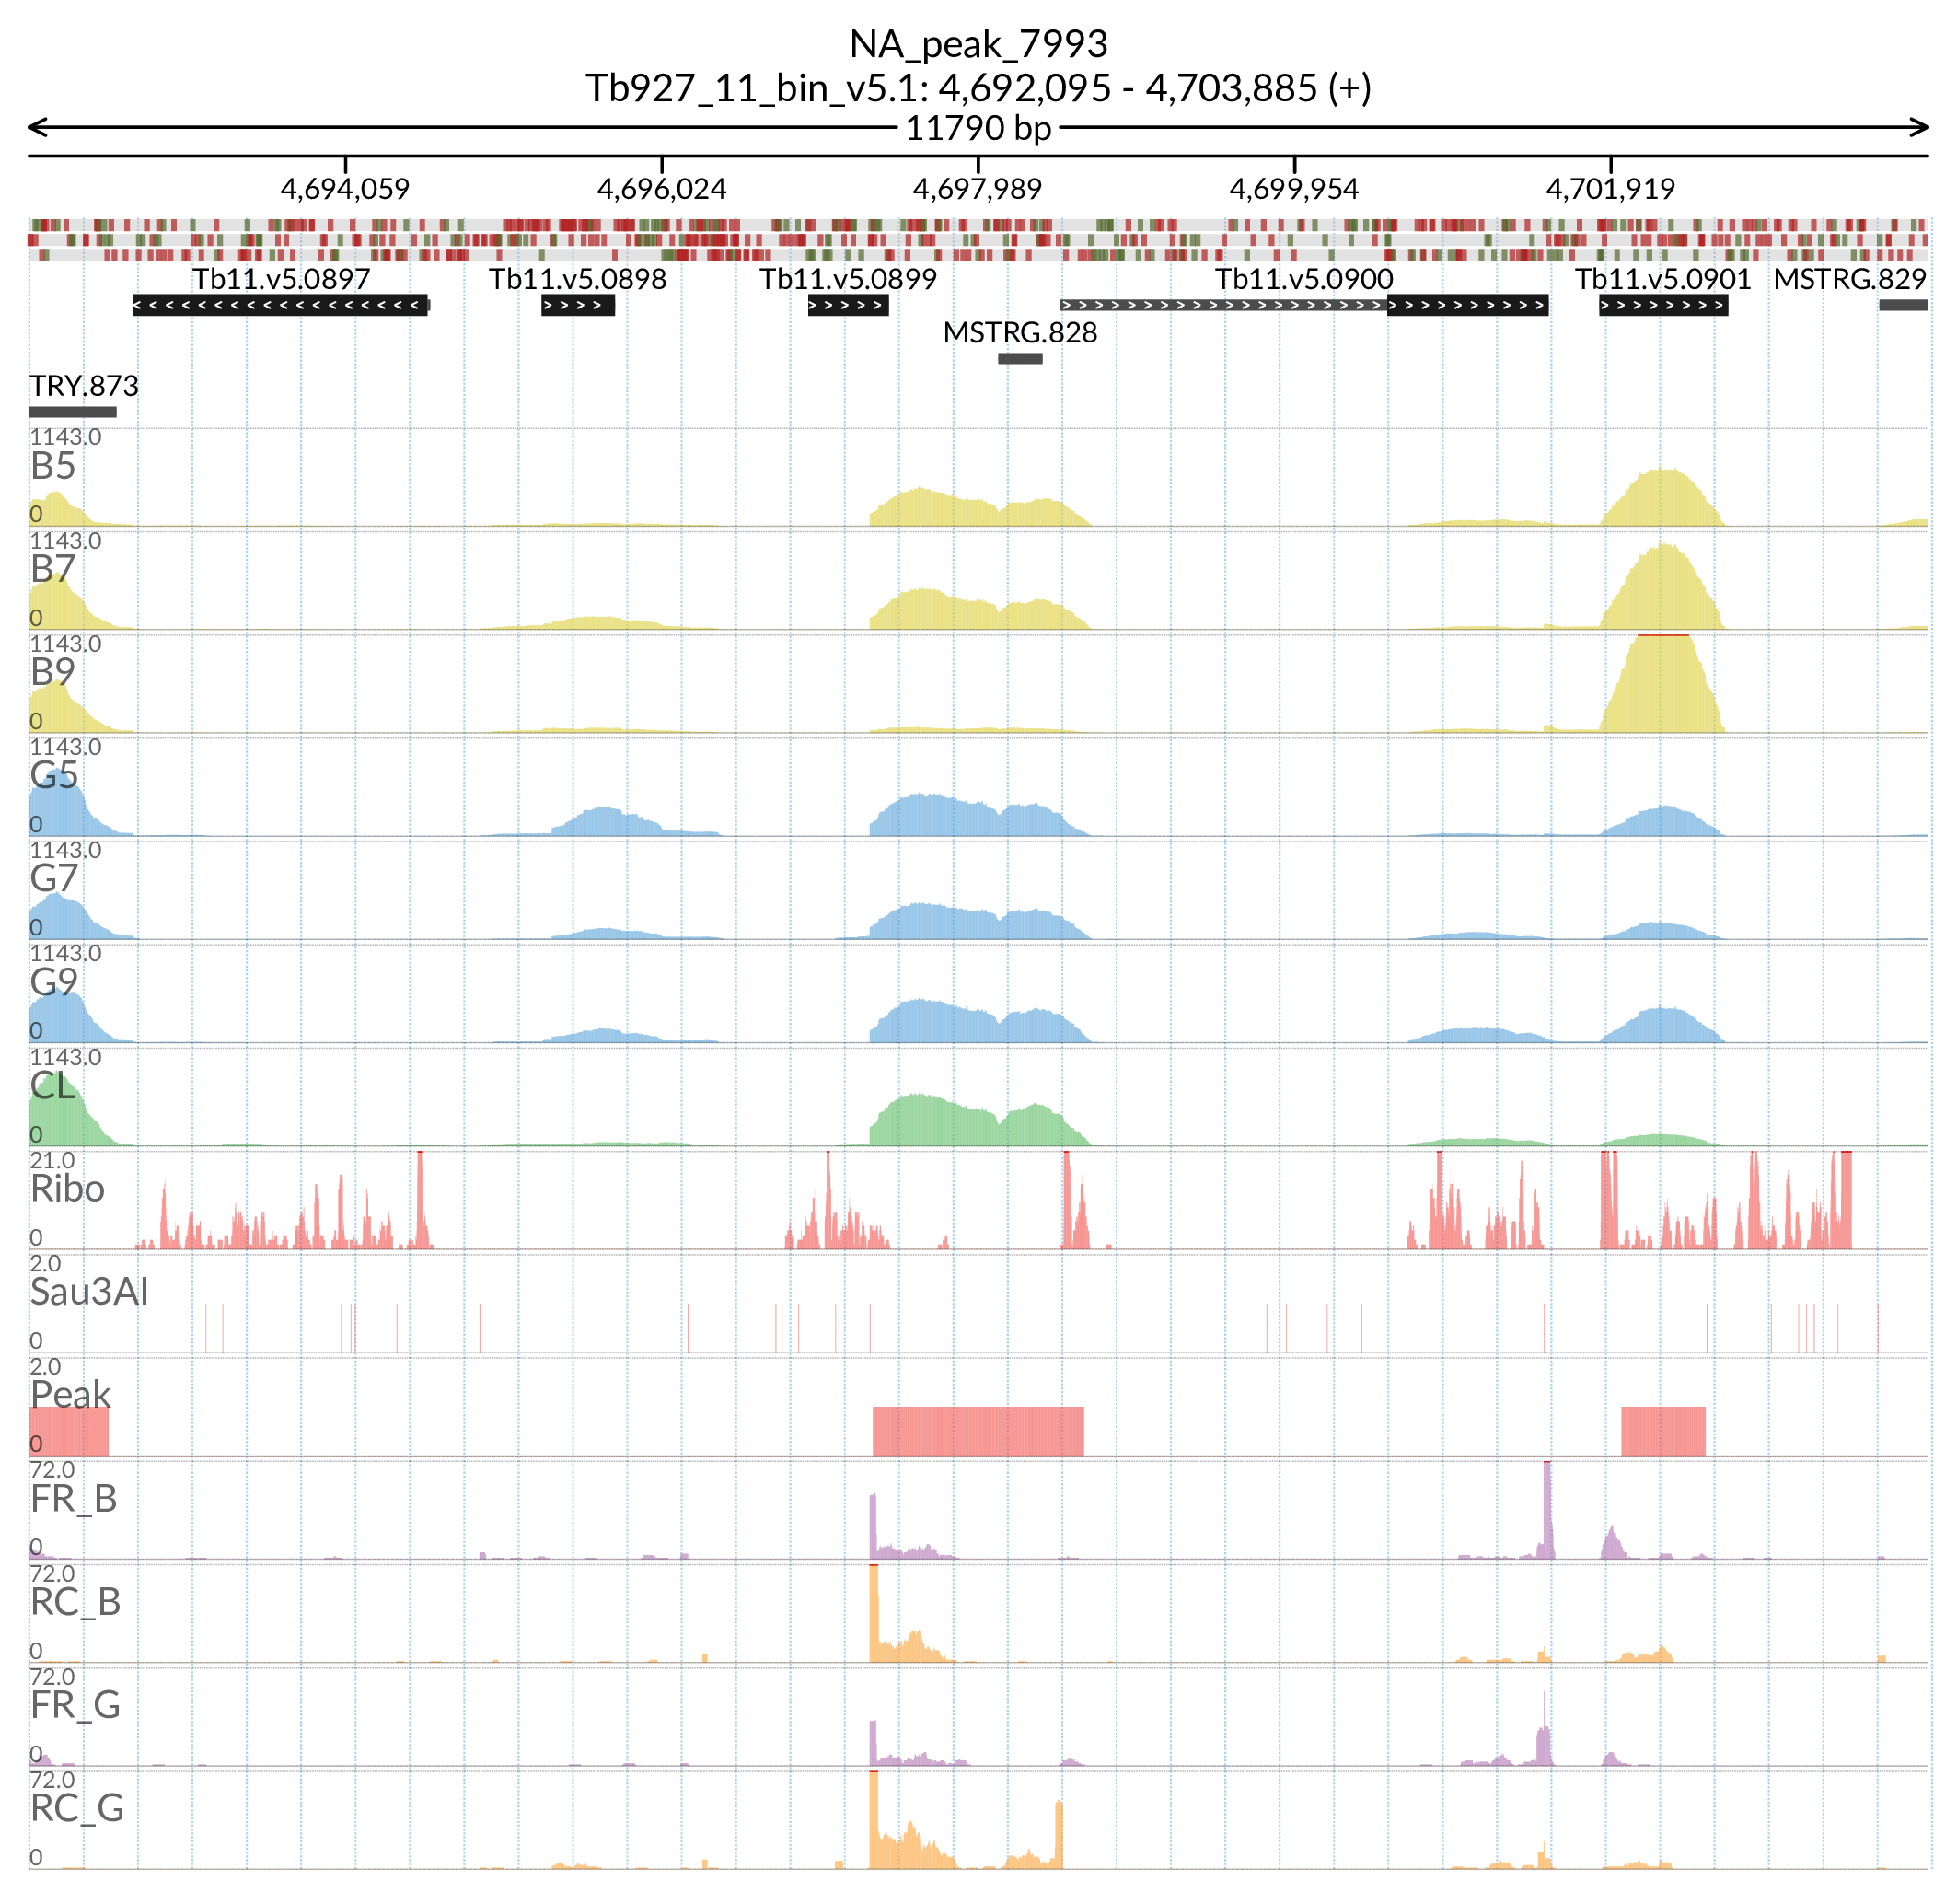 NA_peak_7993
Tb927_11_bin_v5.1: 4,692,095 - 4,703,885 (+)
11790 bp
4,694,059 4,696,024 4,697,989 4,699,954 4,701,919
Tb11.v5.0897 Tb11.v5.0898 Tb11.v5.0899 Tb11.v5.0900 Tb11.v5.0901 MSTRG.829
MSTRG.828
TRY.873
1143.0
B5
0
1143.0
B7
0
1143.0
B9
0
1143.0
G5
0
1143.0
G7
0
1143.0
G9
0
1143.0
CL
0
21.0
Ribo
0
2.0
Sau3AI
0
2.0
Peak
0
72.0
FR_B
0
72.0
RC_B
0
72.0
FR_G
0
72.0
RC_G
0